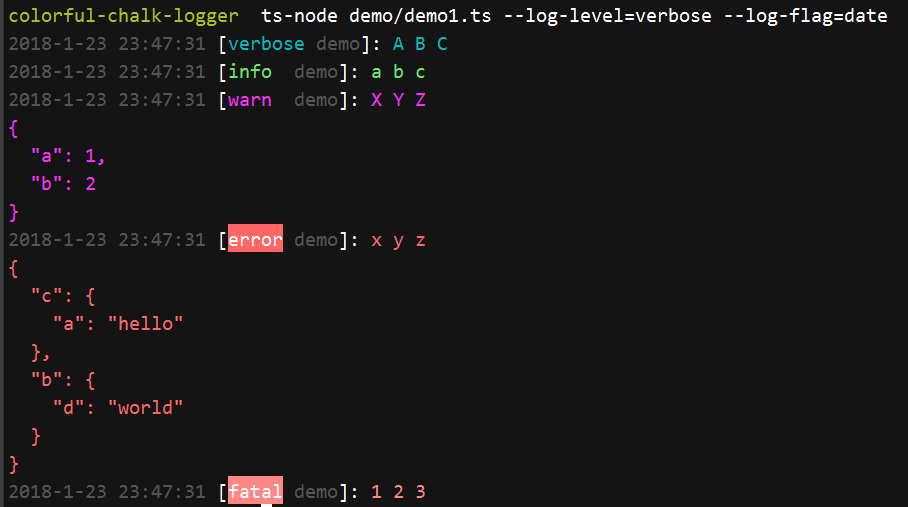 colorful-chalk-logger  ts-node demo/demo1.ts --log-level=verbose --log-flag=date
2018-1-23 23:47:31 [verbose demo]: A B C
2018-1-23 23:47:31 [info  demo]: a b c
2018-1-23 23:47:31 [warn  demo]: X Y Z
{
  "a": 1,
  "b": 2
}
2018-1-23 23:47:31 [error demo]: x y z
{
  "c": {
    "a": "hello"
  },
  "b": {
    "d": "world"
  }
}
2018-1-23 23:47:31 [fatal demo]: 1 2 3